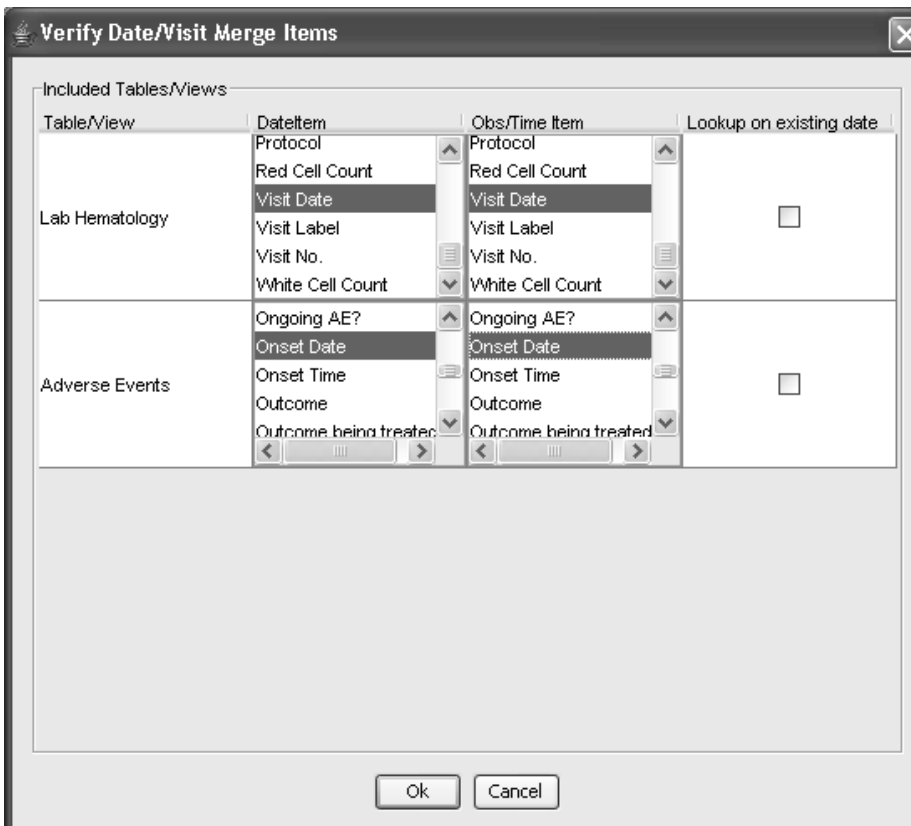 Verify Date/Visit Merge Items
Included Tables/Views
Table/View DateItem Obs/Time Item Lookup on existing date
Lab Hematology
Protocol
Red Cell Count
Visit Date
Visit Label
Visit No.
White Cell Count
Protocol
Red Cell Count
Visit Date
Visit Label
Visit No.
White Cell Count
Adverse Events
Ongoing AE?
Onset Date
Onset Time
Outcome
Outcome being treated
Ongoing AE?
Onset Date
Onset Time
Outcome
Outcome being treated
Ok Cancel